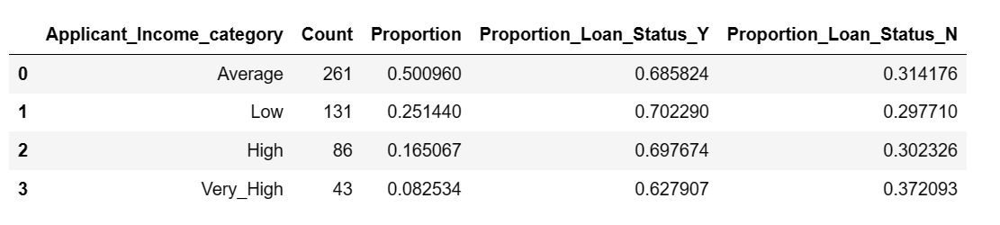 Applicant_Income_category Count Proportion Proportion_Loan_Status_Y Proportion_Loan_Status_N
0 Average 261 0.500960 0.685824 0.314176
1 Low 131 0.251440 0.702290 0.297710
2 High 86 0.165067 0.697674 0.302326
3 Very_High 43 0.082534 0.627907 0.372093